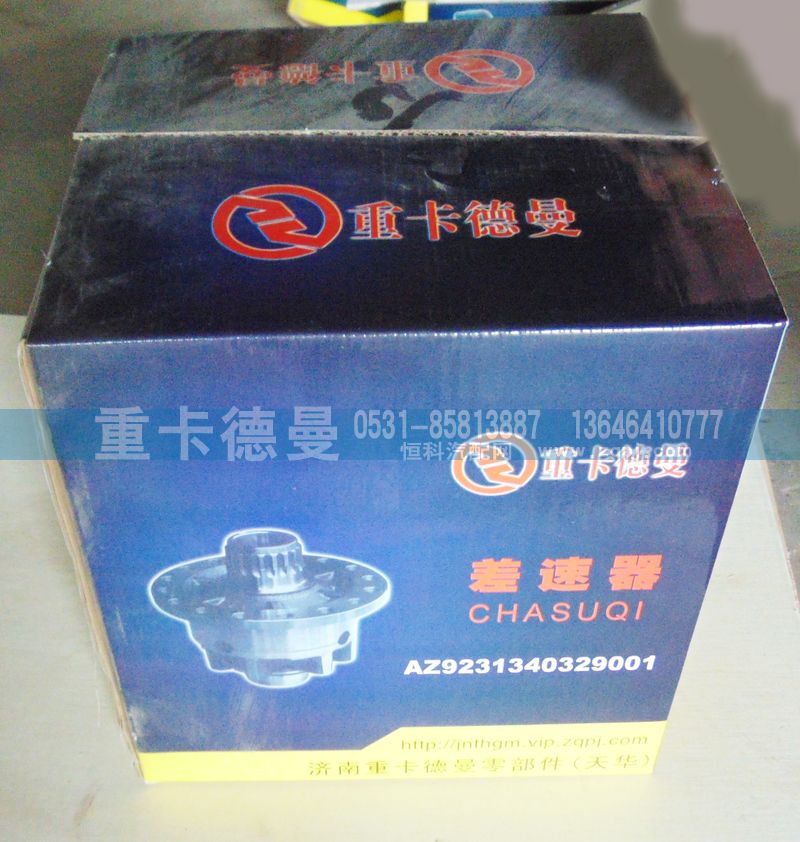 重卡德曼
重卡德曼
重卡德曼 0531-85813887 13646410777
恒科汽配网
重卡德曼
差速器
CHASUQI
AZ9231340329001
http://jnthgm.vip.zqpj.com
济南重卡德曼零部件(天华)